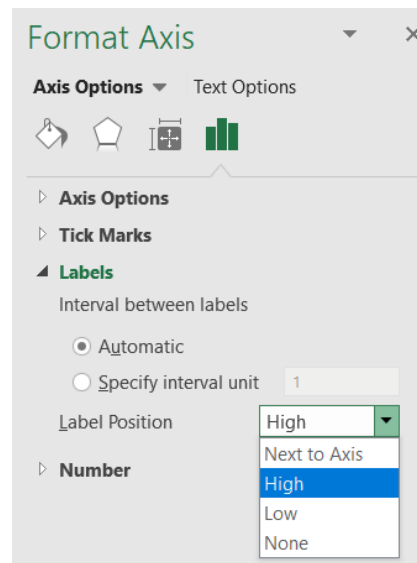 Format Axis
Axis Options Text Options
Axis Options
Tick Marks
Labels
Interval between labels
Automatic
Specify interval unit 1
Label Position High
Next to Axis
High
Low
None
Number